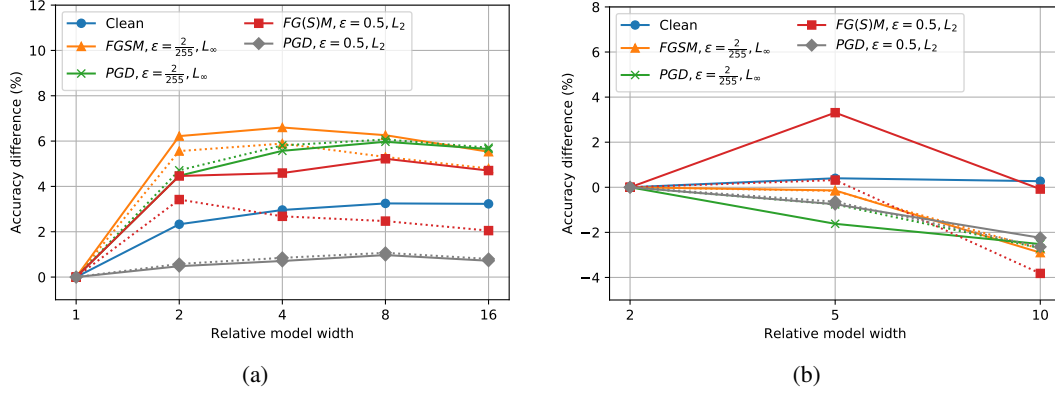 12
10
8
6
4
2
0
Accuracy difference (%)
Clean
FGSM, ε = 2/255, L∞
PGD, ε = 2/255, L∞
FG(S)M, ε = 0.5, L2
PGD, ε = 0.5, L2
1 2 4 8 16
Relative model width
(a)
8
6
4
2
0
−2
−4
Accuracy difference (%)
Clean
FGSM, ε = 2/255, L∞
PGD, ε = 2/255, L∞
FG(S)M, ε = 0.5, L2
PGD, ε = 0.5, L2
2 5 10
Relative model width
(b)